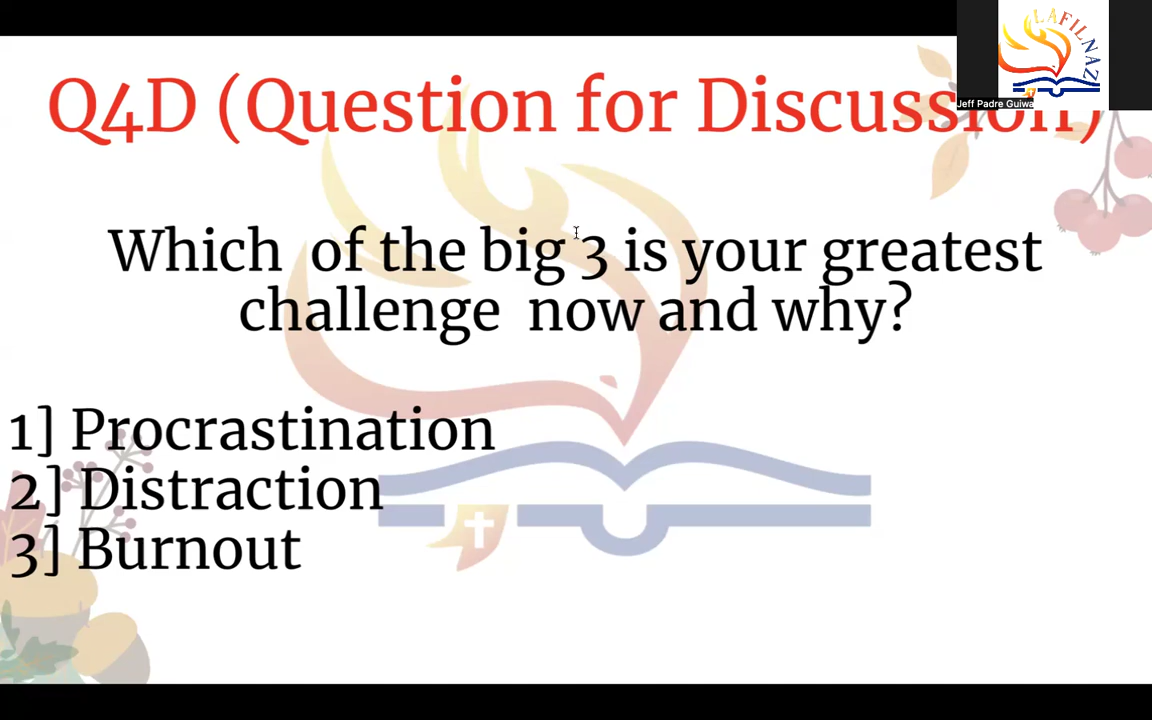 Q4D (Question for Discussion)
LAFILNAZ
Jeff Padre Guiwa
Which of the big 3 is your greatest
challenge now and why?
1] Procrastination
2] Distraction
3] Burnout